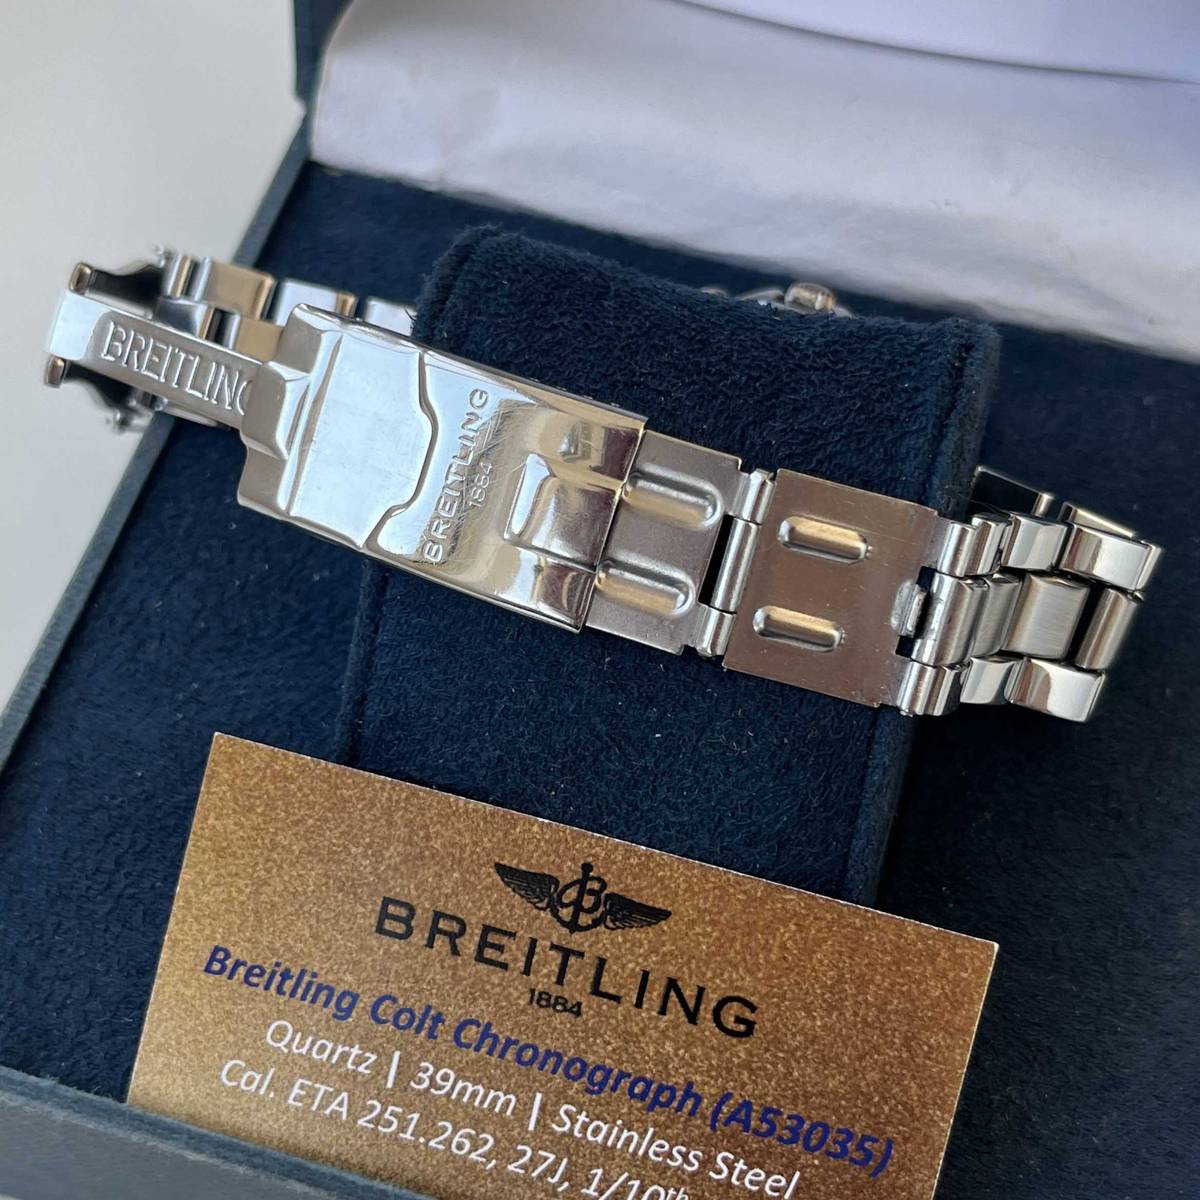 BREITLING
BREITLING
1884
B
BREITLING
1884
Breitling Colt Chronograph (A53035)
Quartz | 39mm | Stainless Steel
Cal. ETA 251.262, 27J, 1/10th